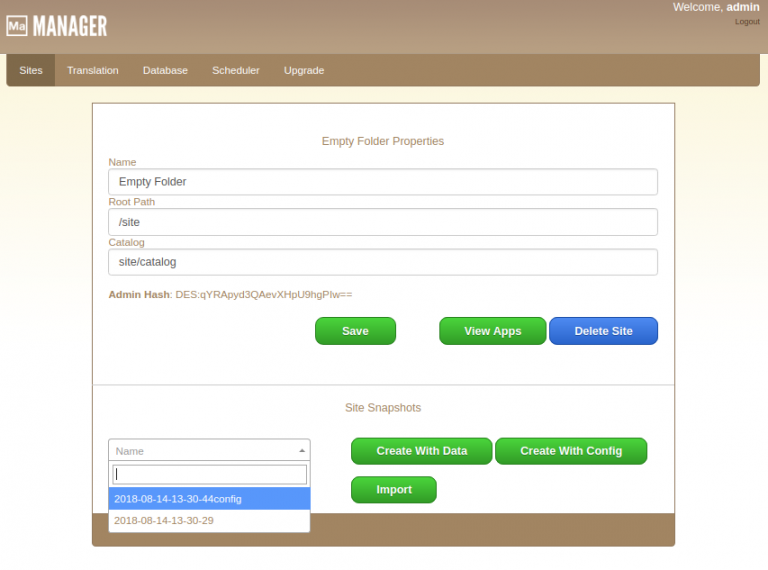 Welcome, admin
Logout
Ma MANAGER
Sites Translation Database Scheduler Upgrade
Empty Folder Properties
Name
Empty Folder
Root Path
/site
Catalog
site/catalog
Admin Hash: DES:qYRApyd3QAevXHpU9hgPIw==
Save View Apps Delete Site
Site Snapshots
Name
Create With Data Create With Config
2018-08-14-13-30-44config
Import
2018-08-14-13-30-29